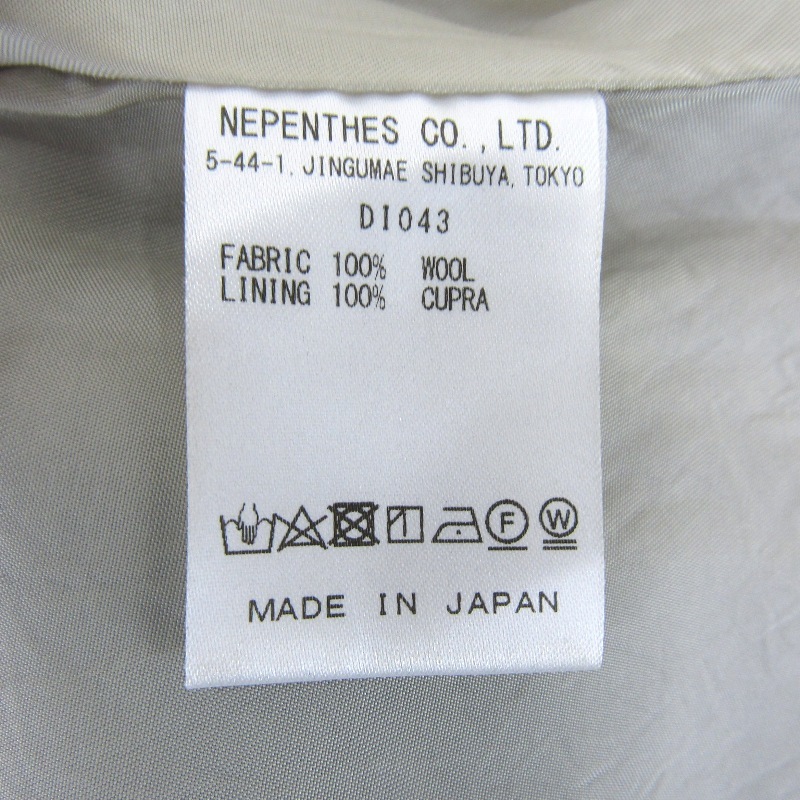 NEPENTHES CO.,LTD.
5-44-1, JINGUMAE SHIBUYA, TOKYO
DI043
FABRIC 100% WOOL
LINING 100% CUPRA
F W
MADE IN JAPAN